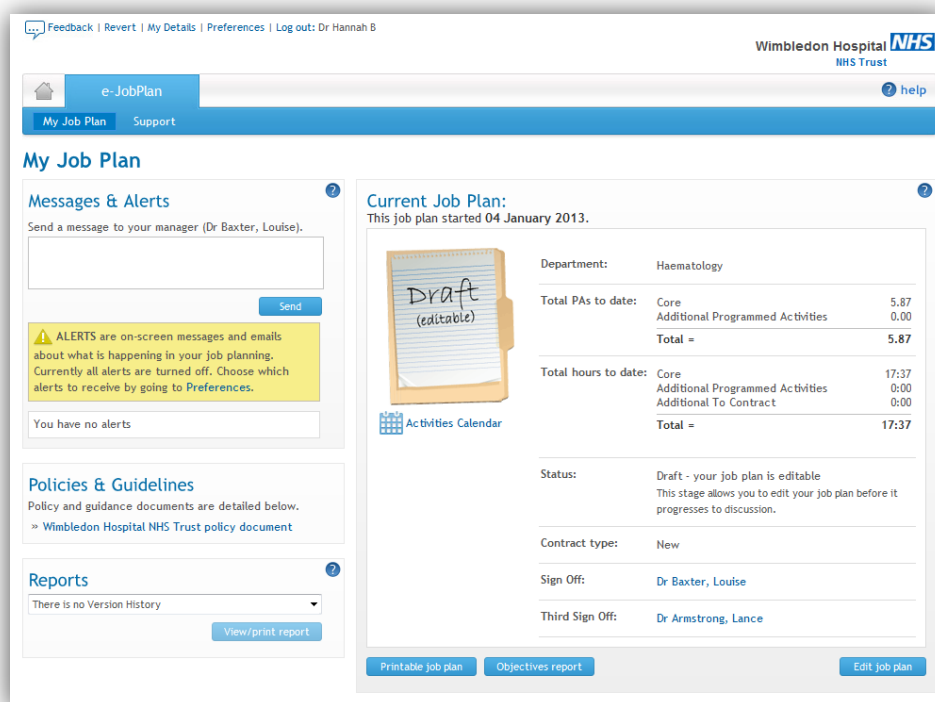 Feedback | Revert | My Details | Preferences | Log out: Dr Hannah B
Wimbledon Hospital NHS
NHS Trust
e-JobPlan
? help
My Job Plan Support
My Job Plan
Messages & Alerts ?
Send a message to your manager (Dr Baxter, Louise).
Send
ALERTS are on-screen messages and emails
about what is happening in your job planning.
Currently all alerts are turned off. Choose which
alerts to receive by going to Preferences.
You have no alerts
Policies & Guidelines
Policy and guidance documents are detailed below.
» Wimbledon Hospital NHS Trust policy document
Reports ?
There is no Version History
View/print report
Current Job Plan: ?
This job plan started 04 January 2013.
Draft
(editable)
Activities Calendar
Department: Haematology
Total PAs to date: Core 5.87
Additional Programmed Activities 0.00
Total = 5.87
Total hours to date: Core 17:37
Additional Programmed Activities 0:00
Additional To Contract 0:00
Total = 17:37
Status: Draft - your job plan is editable
This stage allows you to edit your job plan before it
progresses to discussion.
Contract type: New
Sign Off: Dr Baxter, Louise
Third Sign Off: Dr Armstrong, Lance
Printable job plan Objectives report Edit job plan